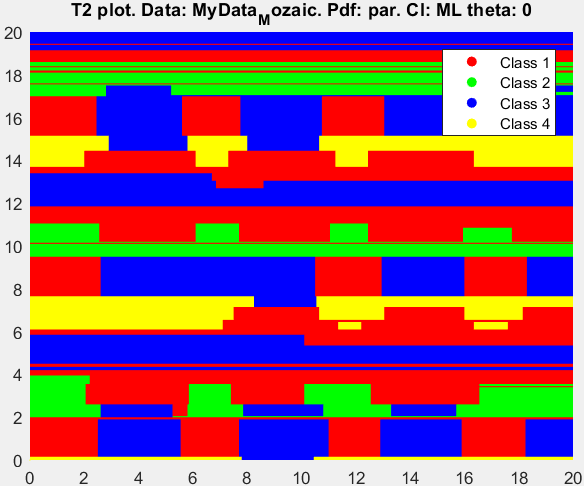 T2 plot. Data: MyData_Mozaic. Pdf: par. Cl: ML theta: 0
20
18
16
14
12
10
8
6
4
2
0
Class 1
Class 2
Class 3
Class 4
0 2 4 6 8 10 12 14 16 18 20